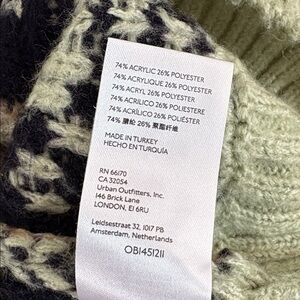 74% ACRYLIC 26% POLYESTER
74% ACRYLIQUE 26% POLYESTER
74% ACRYL 26% POLYESTER
74% ACRILICO 26% POLIESTERE
74% ACRÍLICO 26% POLIÉSTER
74% 腈纶 26% 聚酯纤维
MADE IN TURKEY
HECHO EN TURQUÍA
RN 66170
CA 32054
Urban Outfitters, Inc.
146 Brick Lane
LONDON, E1 6RU
Leidsestraat 32, 1017 PB
Amsterdam, Netherlands
OB1451211